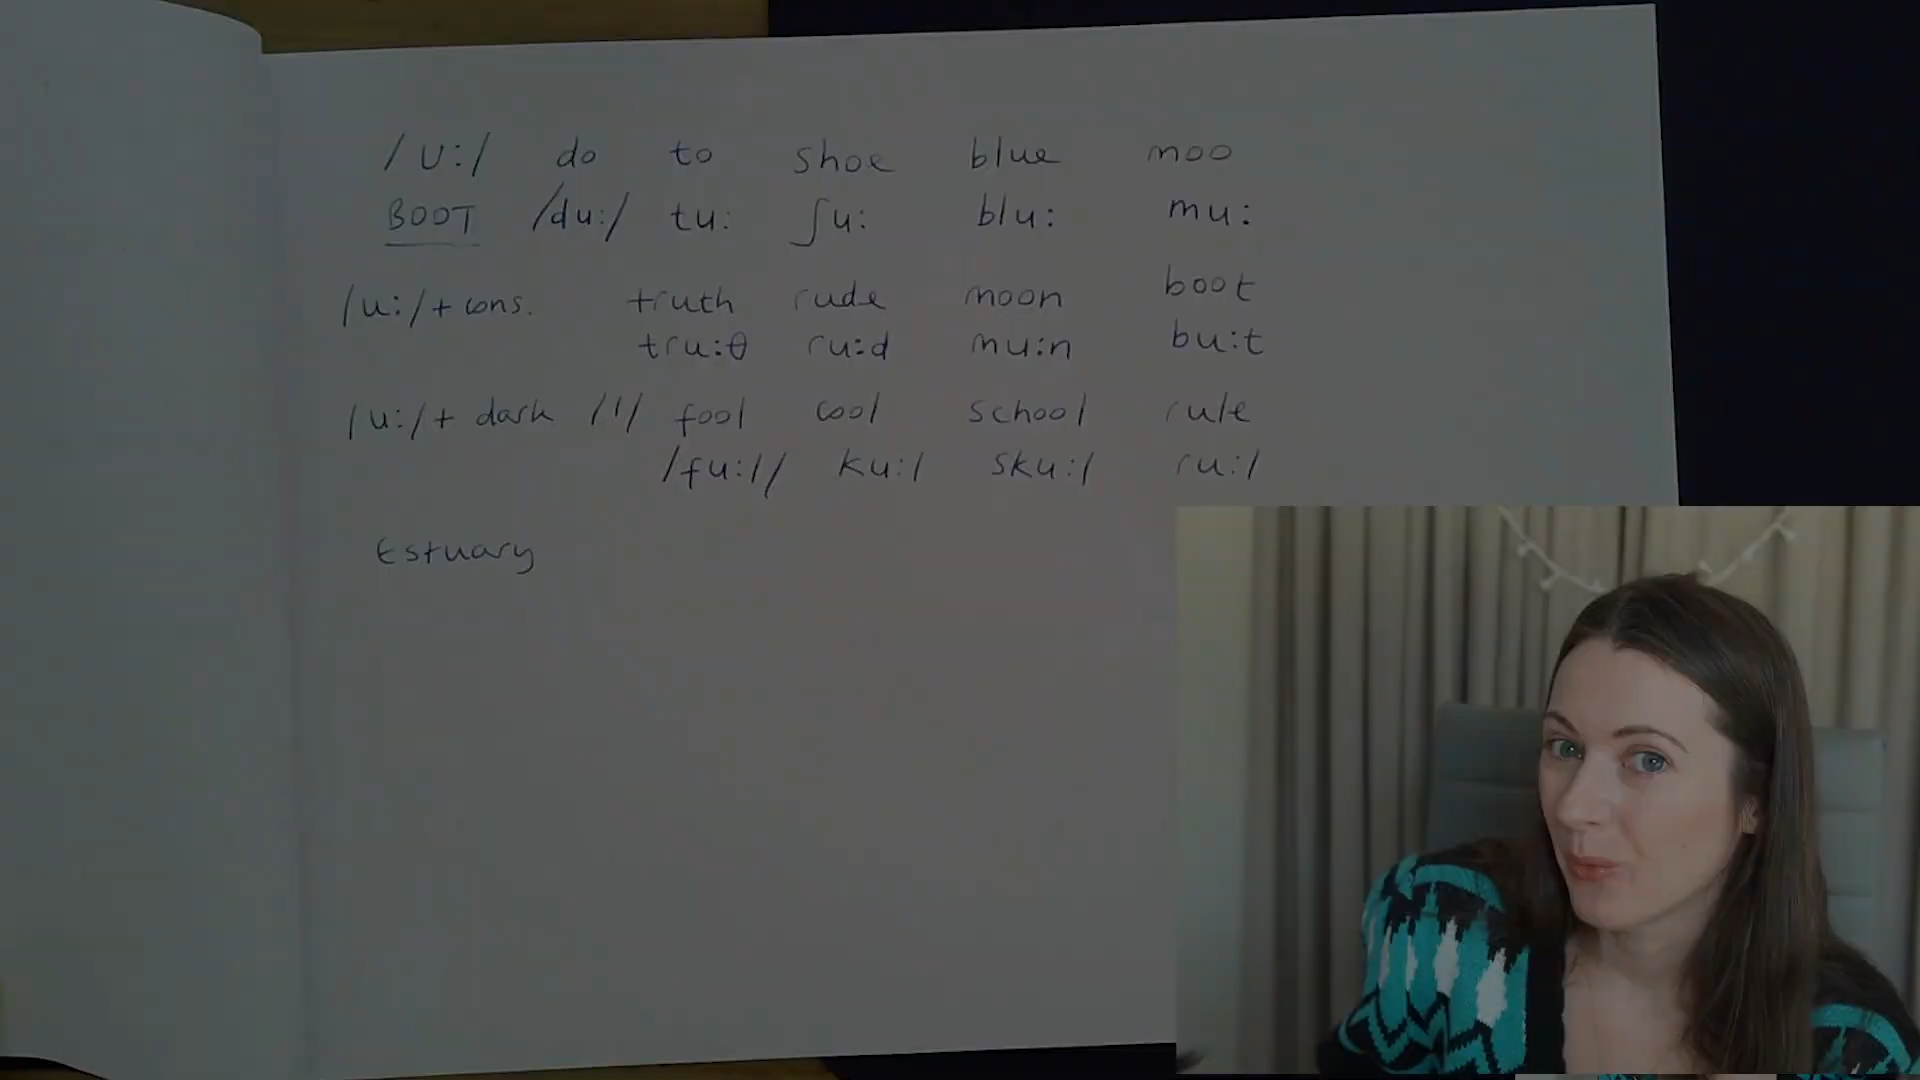 /u:/ do to shoe blue moo
BOOT /du:/ tu: ʃu: blu: mu:
/u:/ + cons. truth rude moon boot
tru:θ ru:d mu:n bu:t
/u:/ + dark /l/ fool cool school rule
/fu:l/ ku:l sku:l ru:l
Estuary